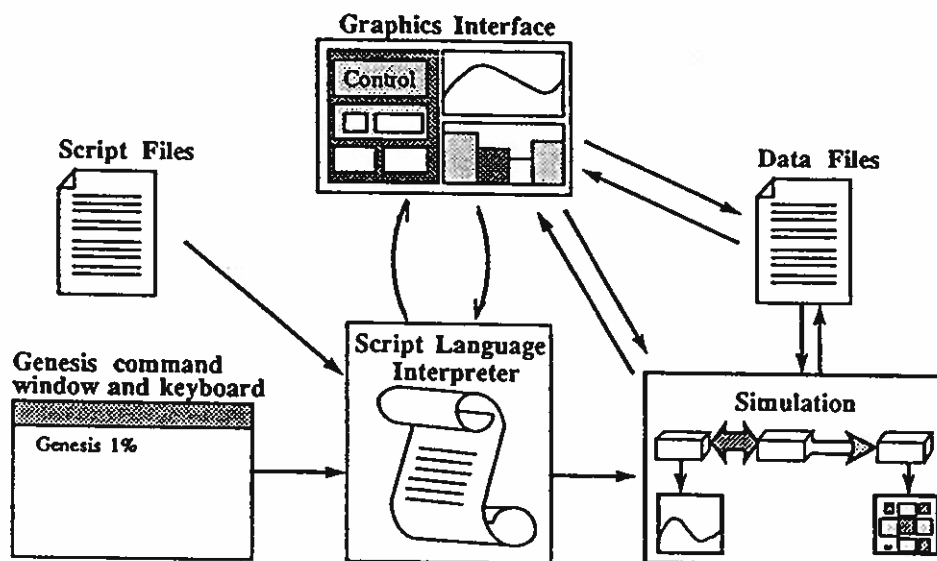 Graphics Interface
Control
Script Files
Data Files
Script Language
Interpreter
Genesis command
window and keyboard
Genesis 1%
Simulation